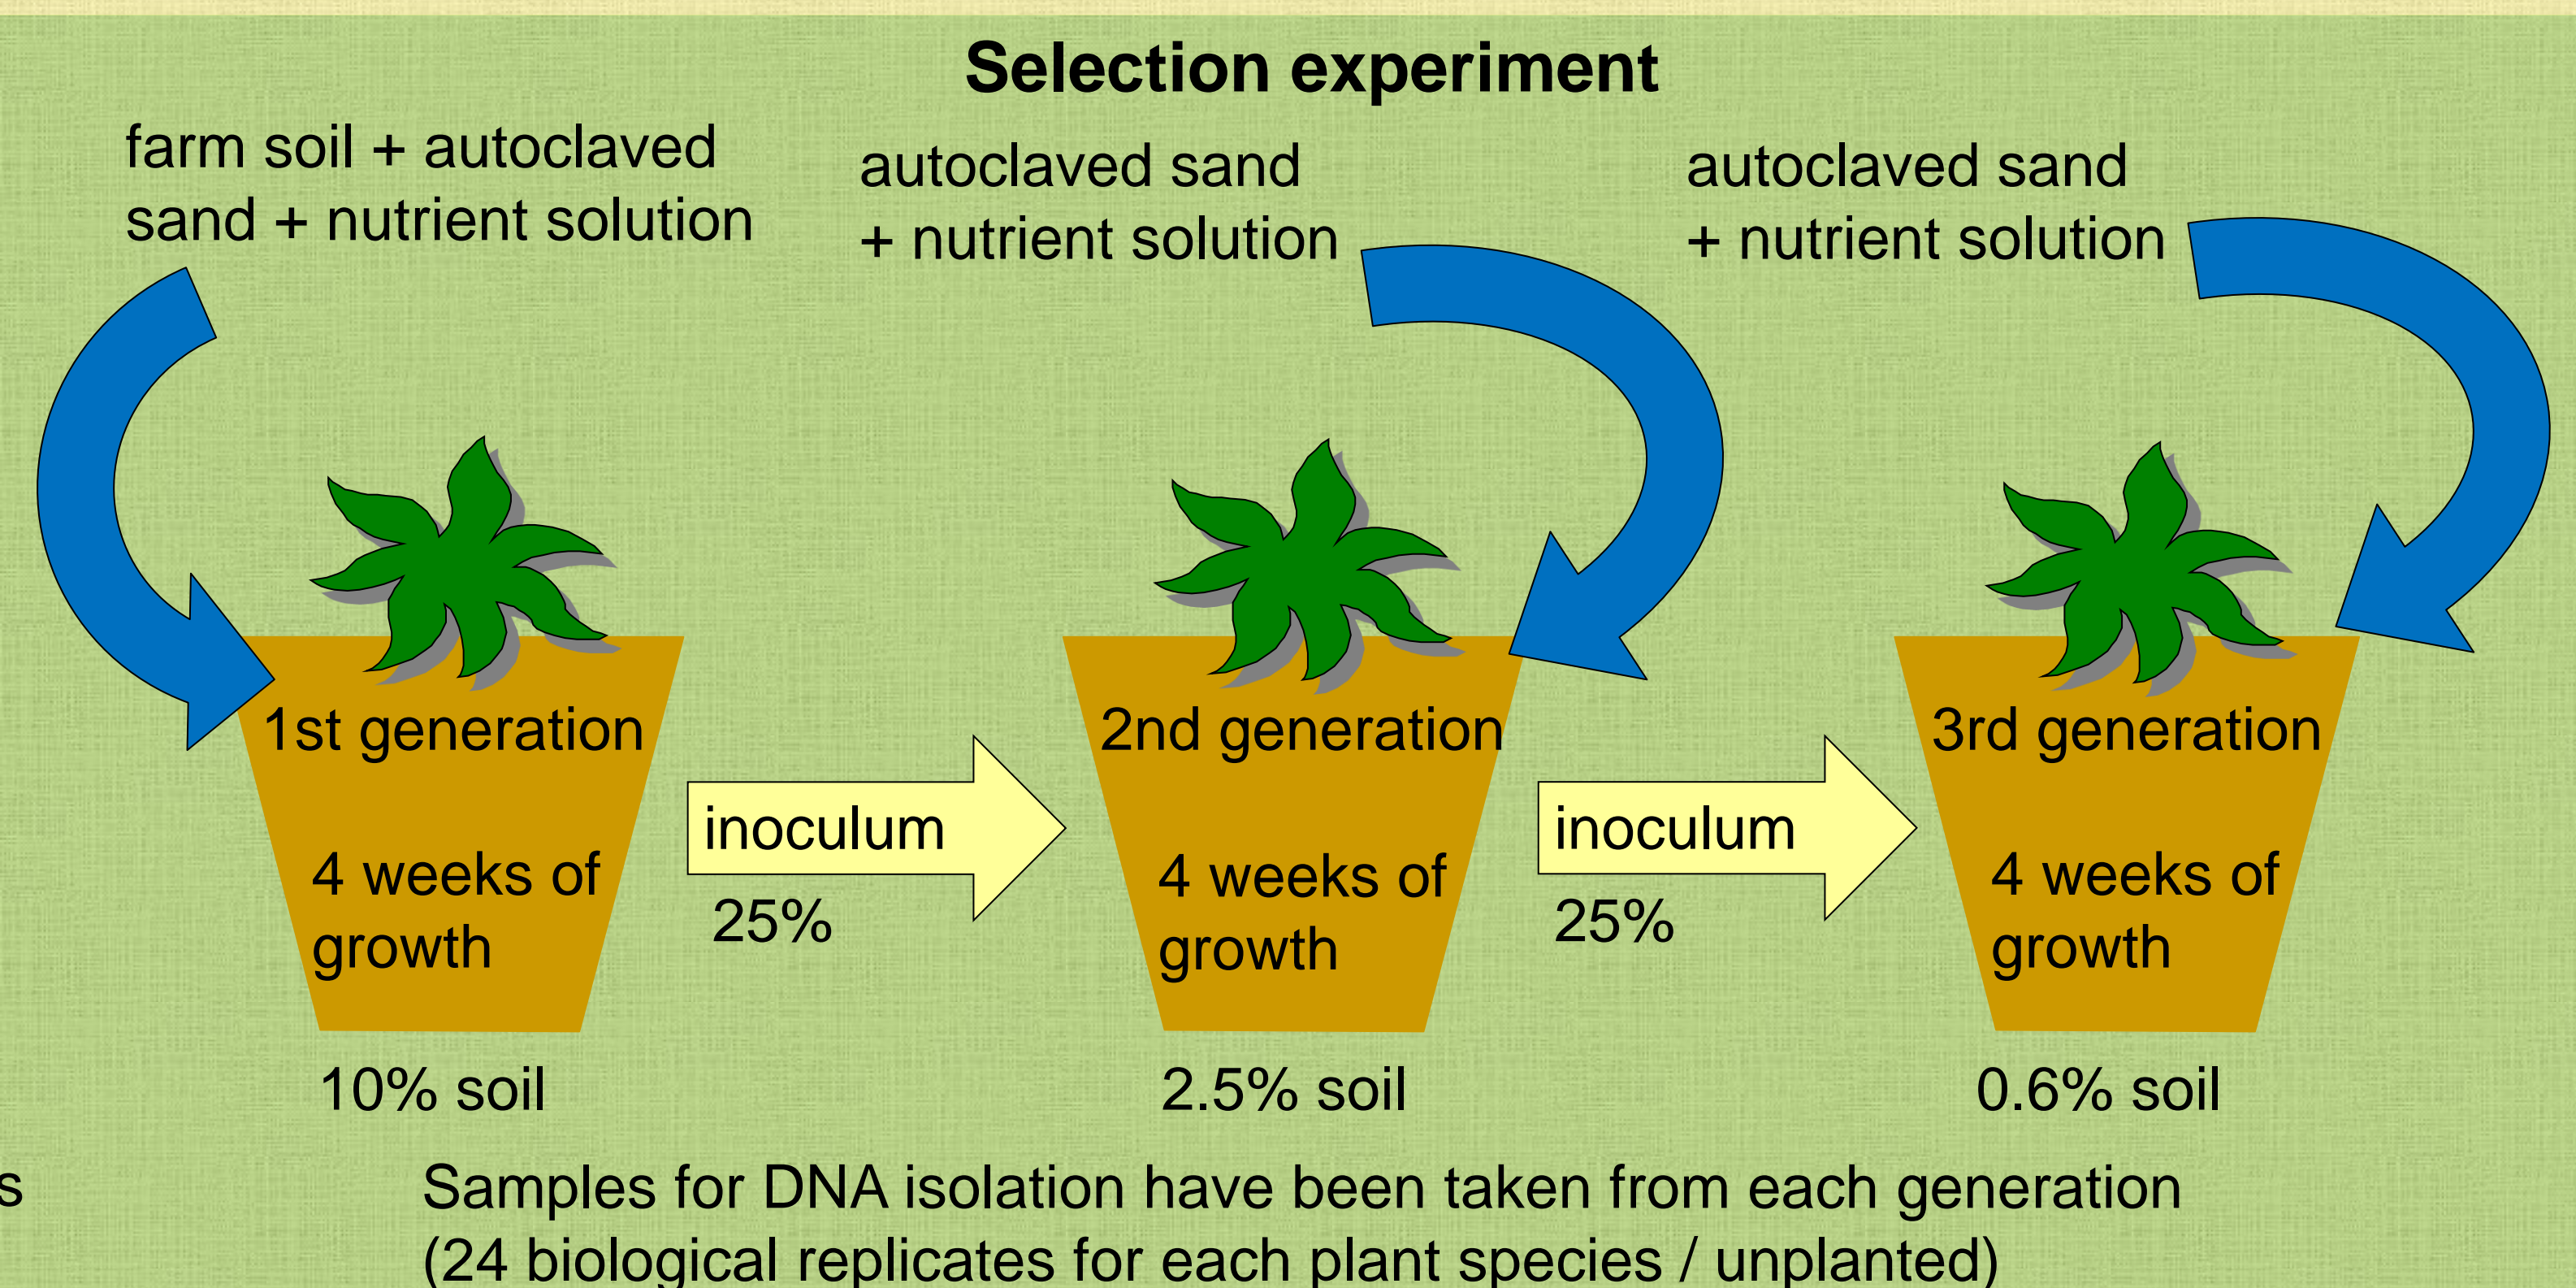 Selection experiment
farm soil + autoclaved
sand + nutrient solution
autoclaved sand
+ nutrient solution
autoclaved sand
+ nutrient solution
1st generation
4 weeks of
growth
inoculum
25%
2nd generation
4 weeks of
growth
inoculum
25%
3rd generation
4 weeks of
growth
10% soil
2.5% soil
0.6% soil
s
Samples for DNA isolation have been taken from each generation
(24 biological replicates for each plant species / unplanted)